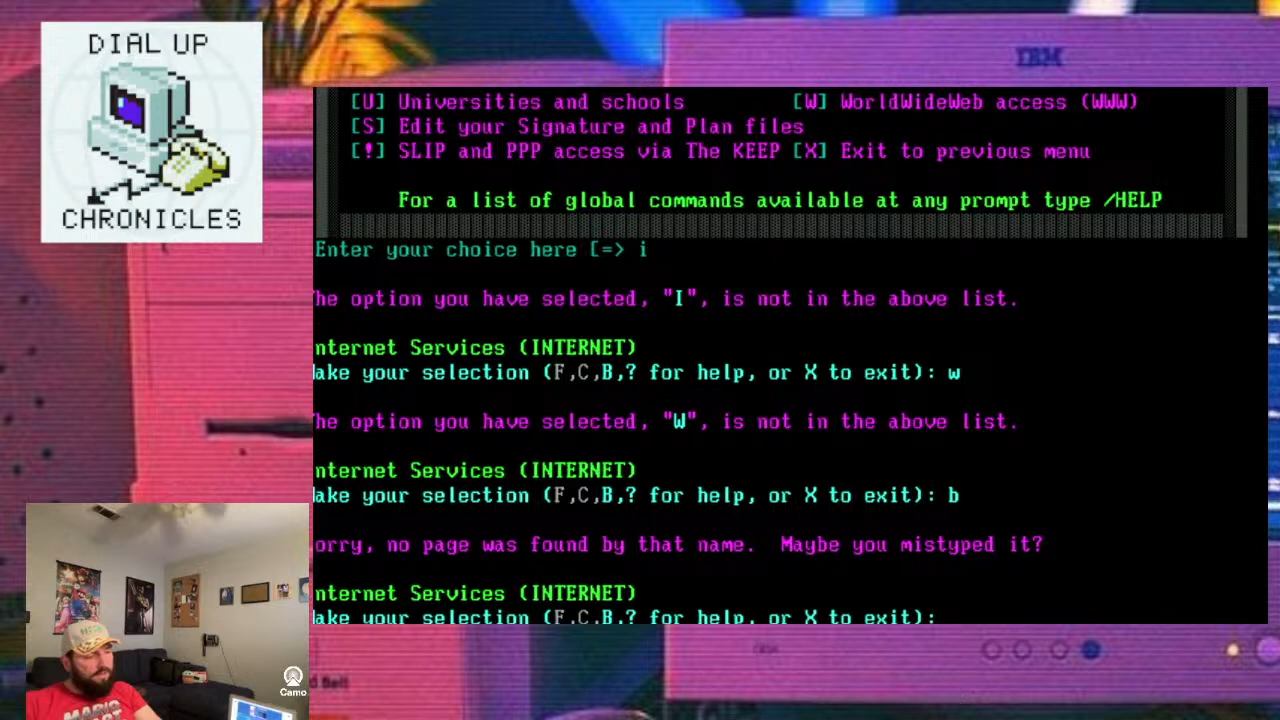 DIAL UP
CHRONICLES
IBM
[U] Universities and schools [W] WorldWideWeb access (WWW)
[S] Edit your Signature and Plan files
[!] SLIP and PPP access via The KEEP [X] Exit to previous menu
For a list of global commands available at any prompt type /HELP
Enter your choice here [=> i
he option you have selected, "I", is not in the above list.
nternet Services (INTERNET)
ake your selection (F,C,B,? for help, or X to exit): w
he option you have selected, "W", is not in the above list.
nternet Services (INTERNET)
ake your selection (F,C,B,? for help, or X to exit): b
orry, no page was found by that name. Maybe you mistyped it?
nternet Services (INTERNET)
ake your selection (F,C,B,? for help, or X to exit):
Camo
d Bell
MARIO